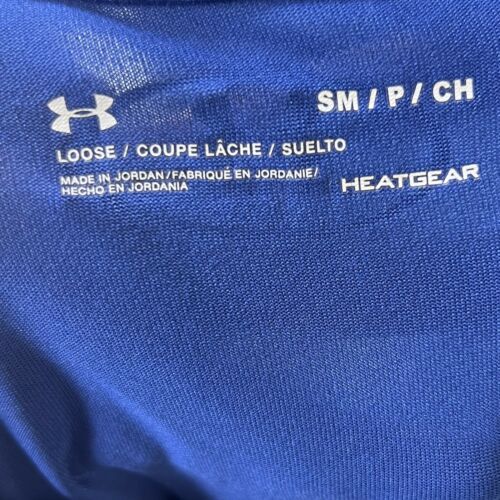 SM / P / CH
LOOSE / COUPE LÂCHE / SUELTO
MADE IN JORDAN/FABRIQUÉ EN JORDANIE/
HECHO EN JORDANIA
HEATGEAR